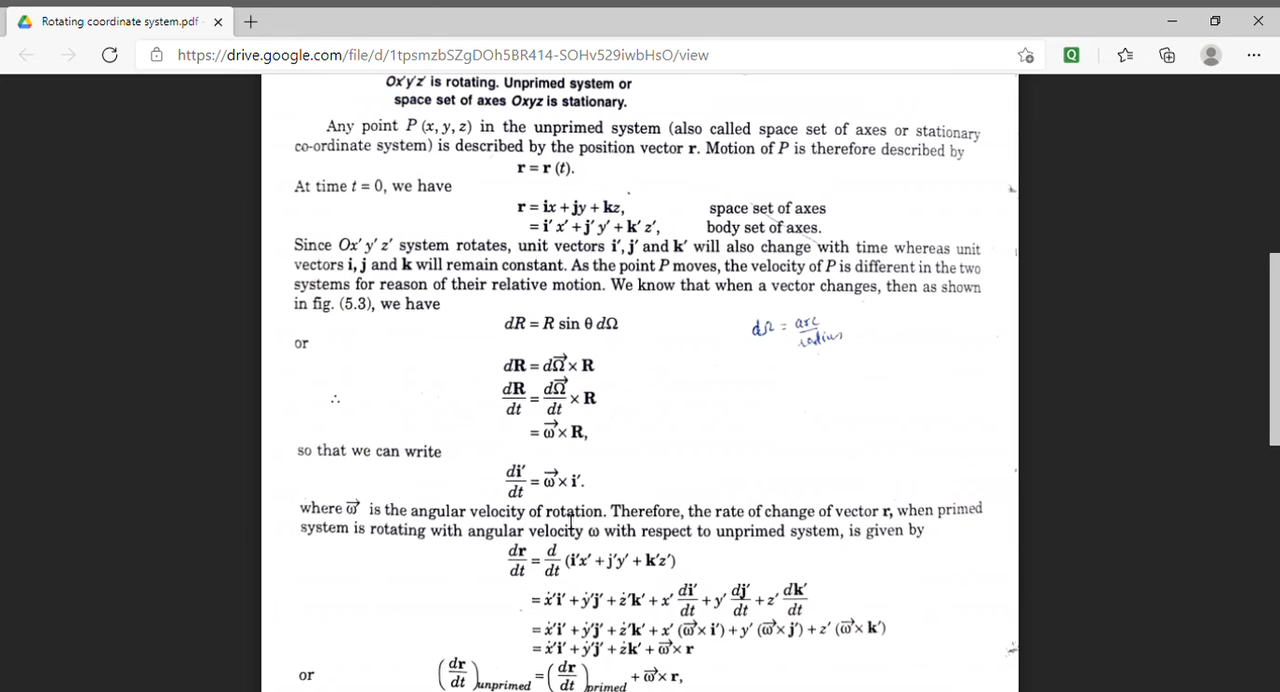 Rotating coordinate system.pdf
https://drive.google.com/file/d/1tpsmzbSZgDOh5BR414-SOHv529iwbHsO/view
Ox'y'z' is rotating. Unprimed system or
space set of axes Oxyz is stationary.
Any point P (x, y, z) in the unprimed system (also called space set of axes or stationary
co-ordinate system) is described by the position vector r. Motion of P is therefore described by
r = r (t).
At time t = 0, we have
r = ix + jy + kz, space set of axes
= i' x' + j' y' + k' z', body set of axes.
Since Ox' y' z' system rotates, unit vectors i', j' and k' will also change with time whereas unit
vectors i, j and k will remain constant. As the point P moves, the velocity of P is different in the two
systems for reason of their relative motion. We know that when a vector changes, then as shown
in fig. (5.3), we have
dR = R sin θ dΩ dΩ = arc/radius
or
dR = dΩ⃗ × R
∴ dR/dt = dΩ⃗/dt × R
= ω⃗ × R,
so that we can write
di'/dt = ω⃗ × i'.
where ω⃗ is the angular velocity of rotation. Therefore, the rate of change of vector r, when primed
system is rotating with angular velocity ω with respect to unprimed system, is given by
dr/dt = d/dt (i'x' + j'y' + k'z')
= ẋ'i' + ẏ'j' + ż'k' + x' di'/dt + y' dj'/dt + z' dk'/dt
= ẋ'i' + ẏ'j' + ż'k' + x' (ω⃗ × i') + y' (ω⃗ × j') + z' (ω⃗ × k')
= ẋ'i' + ẏ'j' + żk' + ω⃗ × r
or (dr/dt)unprimed = (dr/dt)primed + ω⃗ × r,